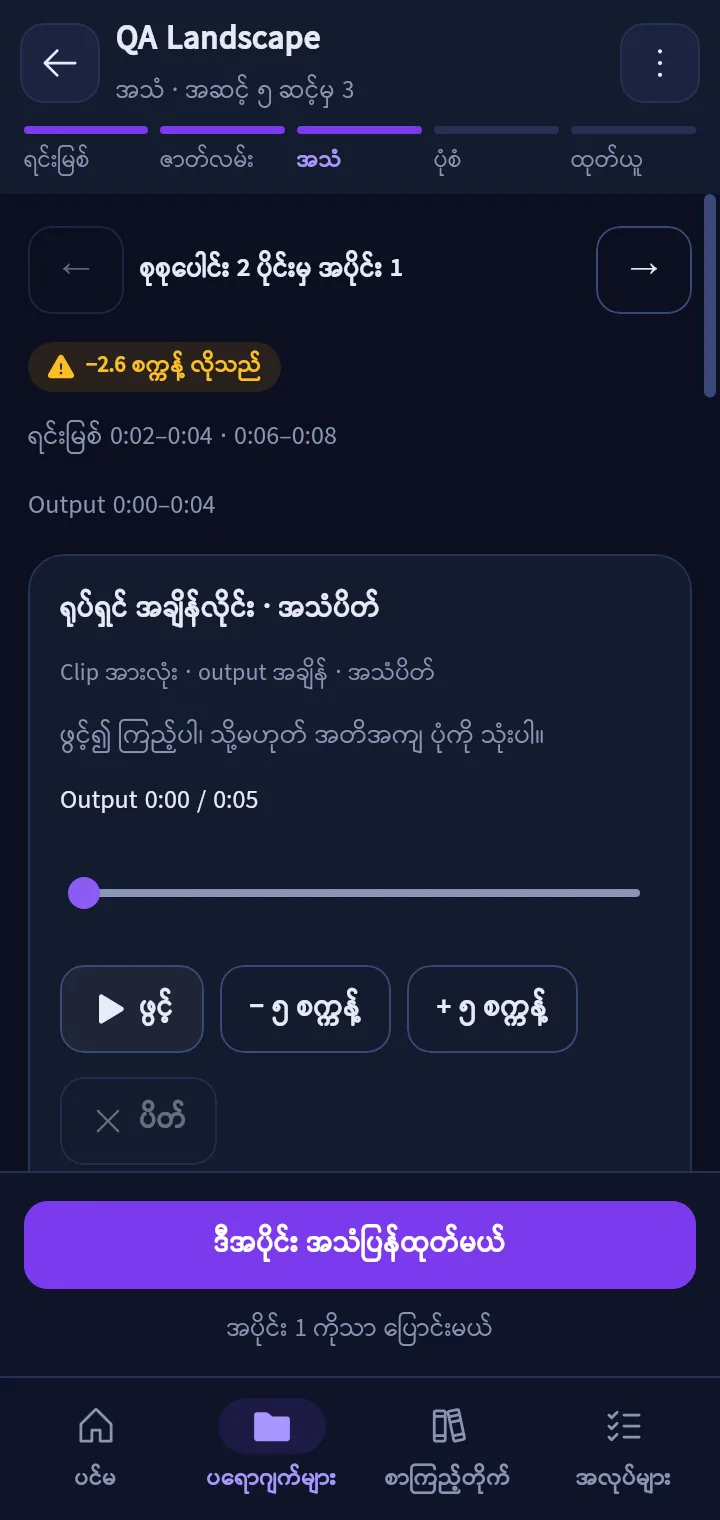 QA Landscape
အသံ · အဆင့် ၅ ဆင့်မှ 3
ရင်းမြစ်
ဇာတ်လမ်း
အသံ
ပုံစံ
ထုတ်ယူ
စုစုပေါင်း 2 ပိုင်းမှ အပိုင်း 1
−2.6 စက္ကန့် လိုသည်
ရင်းမြစ် 0:02–0:04 · 0:06–0:08
Output 0:00–0:04
ရုပ်ရှင် အချိန်လိုင်း · အသံပိတ်
Clip အားလုံး · output အချိန် · အသံပိတ်
ဖွင့်၍ ကြည့်ပါ၊ သို့မဟုတ် အတိအကျ ပုံကို သုံးပါ။
Output 0:00 / 0:05
ဖွင့်
− ၅ စက္ကန့်
+ ၅ စက္ကန့်
ပိတ်
ဒီအပိုင်း အသံပြန်ထုတ်မယ်
အပိုင်း 1 ကိုသာ ပြောင်းမယ်
ပင်မ
ပရောဂျက်များ
စာကြည့်တိုက်
အလုပ်များ